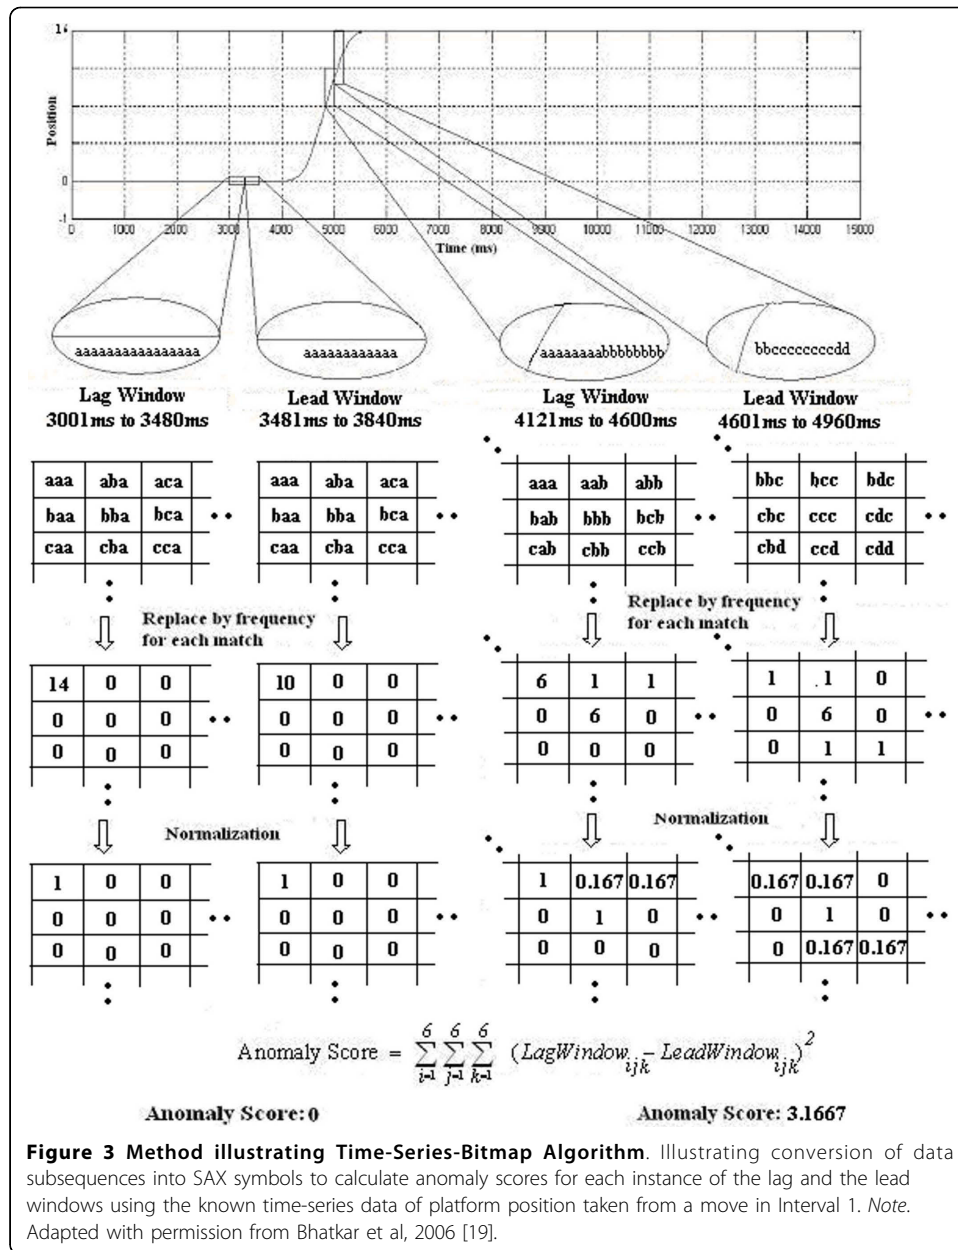 16
Position
0
-1
0 1000 2000 3000 4000 5000 6000 7000 8000 9000 10000 11000 12000 13000 14000 15000
Time (ms)
aaaaaaaaaaaaaaaa aaaaaaaaaaaa aaaaaaaabbbbbbbb bbccccccccdd
Lag Window Lead Window Lag Window Lead Window
3001ms to 3480ms 3481ms to 3840ms 4121ms to 4600ms 4601ms to 4960ms
aaa aba aca aaa aba aca aaa aab abb bbc bcc bdc
baa bba bca baa bba bca bab bbb bcb cbc ccc cdc
caa cba cca caa cba cca cab cbb ccb cbd ccd cdd
Replace by frequency Replace by frequency
for each match for each match
14 0 0 10 0 0 6 1 1 1 1 0
0 0 0 0 0 0 0 6 0 0 6 0
0 0 0 0 0 0 0 0 0 0 1 1
Normalization Normalization
1 0 0 1 0 0 1 0.167 0.167 0.167 0.167 0
0 0 0 0 0 0 0 1 0 0 1 0
0 0 0 0 0 0 0 0 0 0 0.167 0.167
Anomaly Score = 6∑i=1 6∑j=1 6∑k=1 (LagWindow ijk - LeadWindow ijk)2
Anomaly Score: 0 Anomaly Score: 3.1667
Figure 3 Method illustrating Time-Series-Bitmap Algorithm. Illustrating conversion of data
subsequences into SAX symbols to calculate anomaly scores for each instance of the lag and the lead
windows using the known time-series data of platform position taken from a move in Interval 1. Note.
Adapted with permission from Bhatkar et al, 2006 [19].